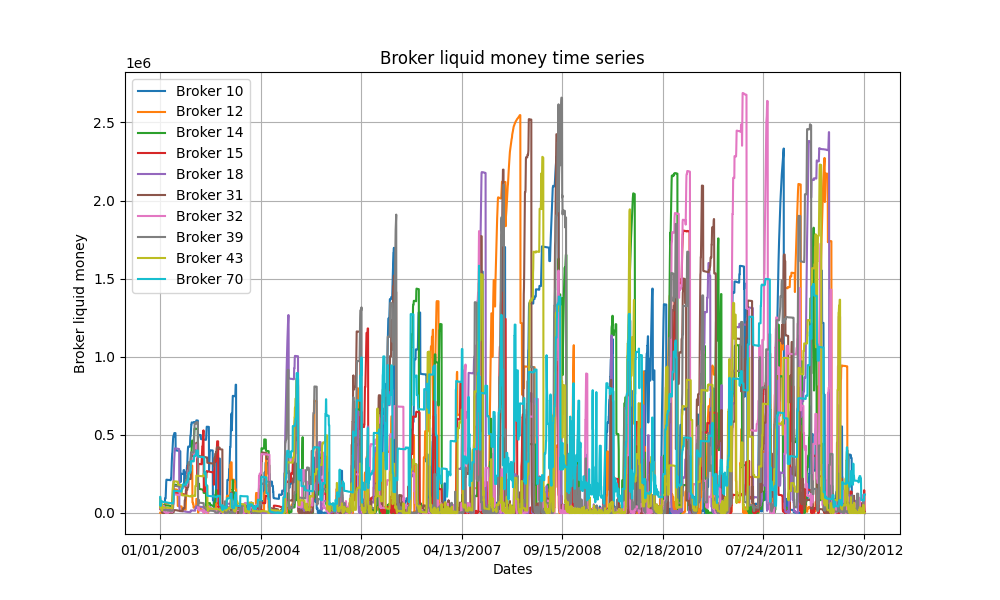 Broker liquid money time series
1e6
Broker 10
Broker 12
Broker 14
Broker 15
Broker 18
Broker 31
Broker 32
Broker 39
Broker 43
Broker 70
2.5
2.0
1.5
1.0
0.5
0.0
Broker liquid money
01/01/2003 06/05/2004 11/08/2005 04/13/2007 09/15/2008 02/18/2010 07/24/2011 12/30/2012
Dates